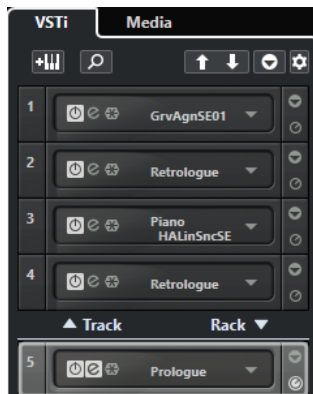 VSTi Media
1 GrvAgnSE01
2 Retrologue
3 Piano
HALinSncSE
4 Retrologue
Track Rack
5 Prologue